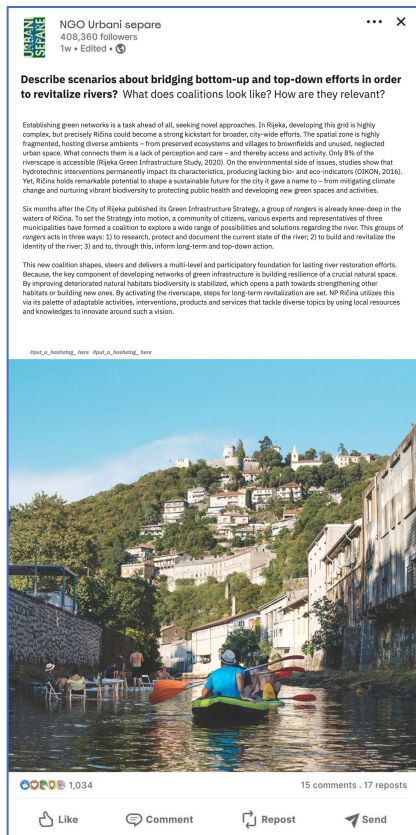 URBANI
SEPARE
NGO Urbani separe
408,360 followers
1w • Edited •
Describe scenarios about bridging bottom-up and top-down efforts in order
to revitalize rivers? What does coalitions look like? How are they relevant?
Establishing green networks is a task ahead of all, seeking novel approaches. In Rijeka, developing this grid is highly
complex, but precisely Ričina could become a strong kickstart for broader, city-wide efforts. The spatial zone is highly
fragmented, hosting diverse ambients – from preserved ecosystems and villages to brownfields and unused, neglected
urban space. What connects them is a lack of perception and care – and thereby access and activity. Only 8% of the
riverscape is accessible (Rijeka Green Infrastructure Study, 2020). On the environmental side of issues, studies show that
hydrotechnic interventions permanently impact its characteristics, producing lacking bio- and eco-indicators (OIKON, 2016).
Yet, Ričina holds remarkable potential to shape a sustainable future for the city it gave a name to – from mitigating climate
change and nurturing vibrant biodiversity to protecting public health and developing new green spaces and activities.
Six months after the City of Rijeka published its Green Infrastructure Strategy, a group of rangers is already knee-deep in the
waters of Ričina. To set the Strategy into motion, a community of citizens, various experts and representatives of three
municipalities have formed a coalition to explore a wide range of possibilities and solutions regarding the river. This groups of
rangers acts in three ways: 1) to research, protect and document the current state of the river; 2) to build and revitalize the
identity of the river; 3) and to, through this, inform long-term and top-down action.
This new coalition shapes, steers and delivers a multi-level and participatory foundation for lasting river restoration efforts.
Because, the key component of developing networks of green infrastructure is building resilience of a crucial natural space.
By improving deteriorated natural habitats biodiversity is stabilized, which opens a path towards strengthening other
habitats or building new ones. By activating the riverscape, steps for long-term revitalization are set. NP Ričina utilizes this
via its palette of adaptable activities, interventions, products and services that tackle diverse topics by using local resources
and knowledges to innovate around such a vision.
#put_a_hashstag_ here #put_a_hashstag_ here
1,034
15 comments . 17 reposts
Like
Comment
Repost
Send